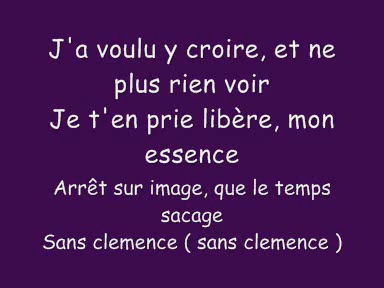 J'a voulu y croire, et ne
plus rien voir
Je t'en prie libère, mon
essence
Arrêt sur image, que le temps
sacage
Sans clemence ( sans clemence )